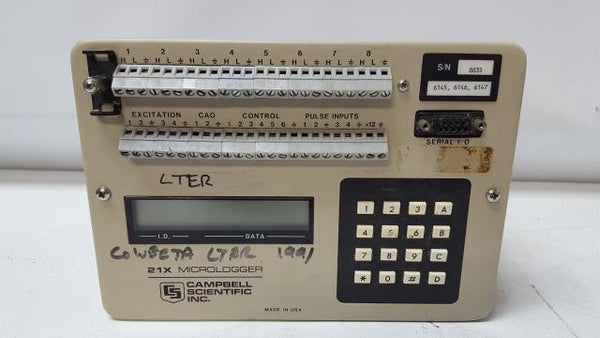 1 2 3 4 5 6 7 8
H L H L H L H L H L H L H L H L
S/N 8035
6145, 6146, 6147
EXCITATION CAO CONTROL PULSE INPUTS
1 2 3 4 1 2 1 2 3 4 5 6 1 2 3 4 +12
SERIAL I/O
LTER
I.D. DATA
COWEETA LTER 1991
21X MICROLOGGER
CS CAMPBELL
SCIENTIFIC
INC.
MADE IN USA
1 2 3 A
4 5 6 B
7 8 9 C
* 0 # D